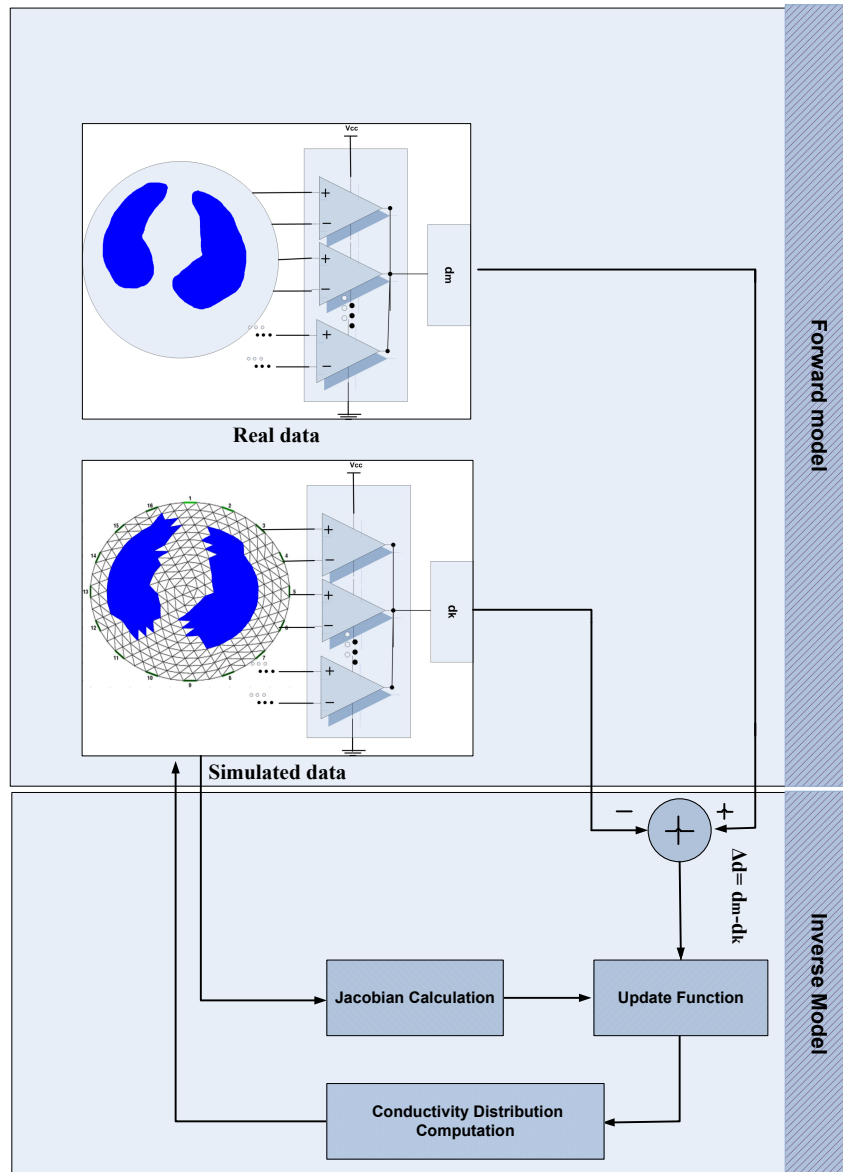 Vcc
+
−
+
−
+
−
dm
Real data
Forward model
Vcc
1
2
3
4
5
6
7
8
9
10
11
12
13
14
15
16
+
−
+
−
+
−
dk
Simulated data
−
+
+
Δd= dm-dk
Jacobian Calculation
Update Function
Conductivity Distribution
Computation
Inverse Model